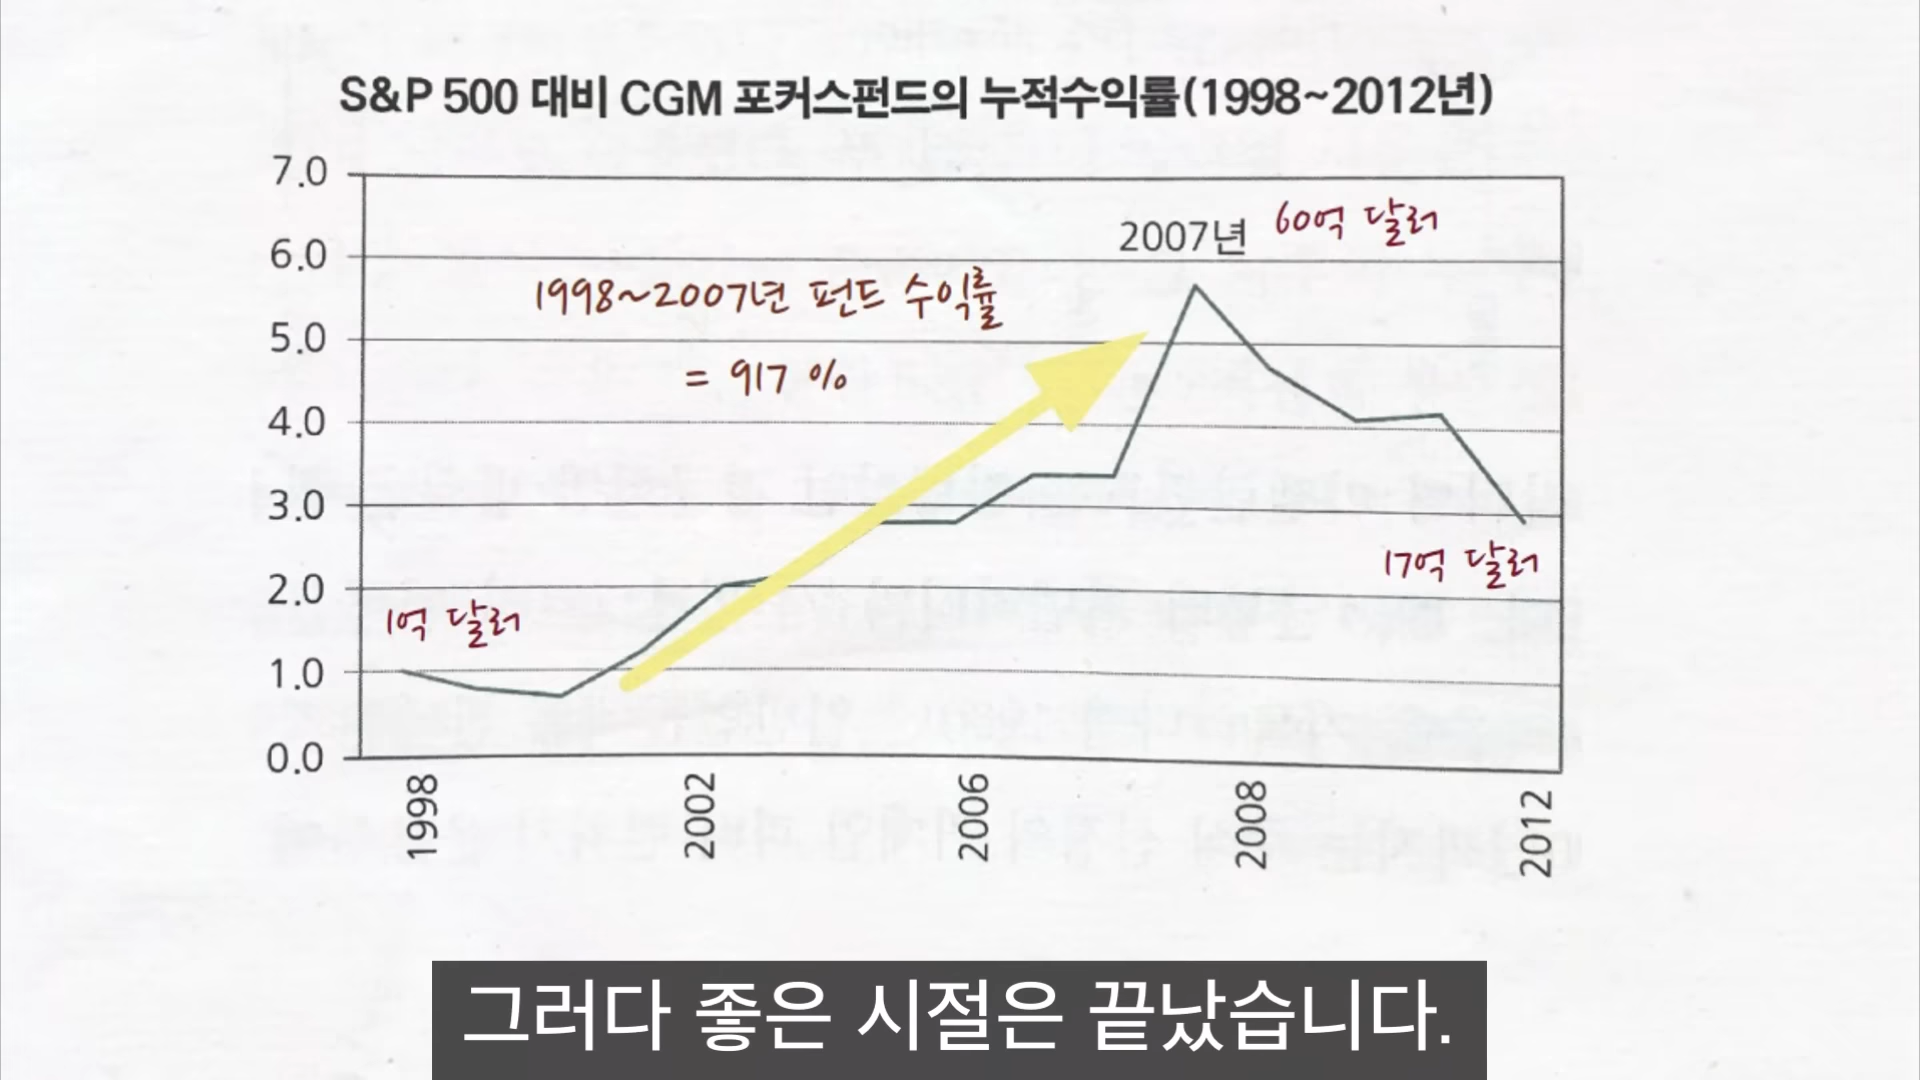 S&P 500 대비 CGM 포커스펀드의 누적수익률(1998~2012년)
7.0
6.0
5.0
4.0
3.0
2.0
1.0
0.0
2007년 60억 달러
1998~2007년 펀드 수익률
= 917 %
17억 달러
1억 달러
1998
2002
2006
2008
2012
그러다 좋은 시절은 끝났습니다.